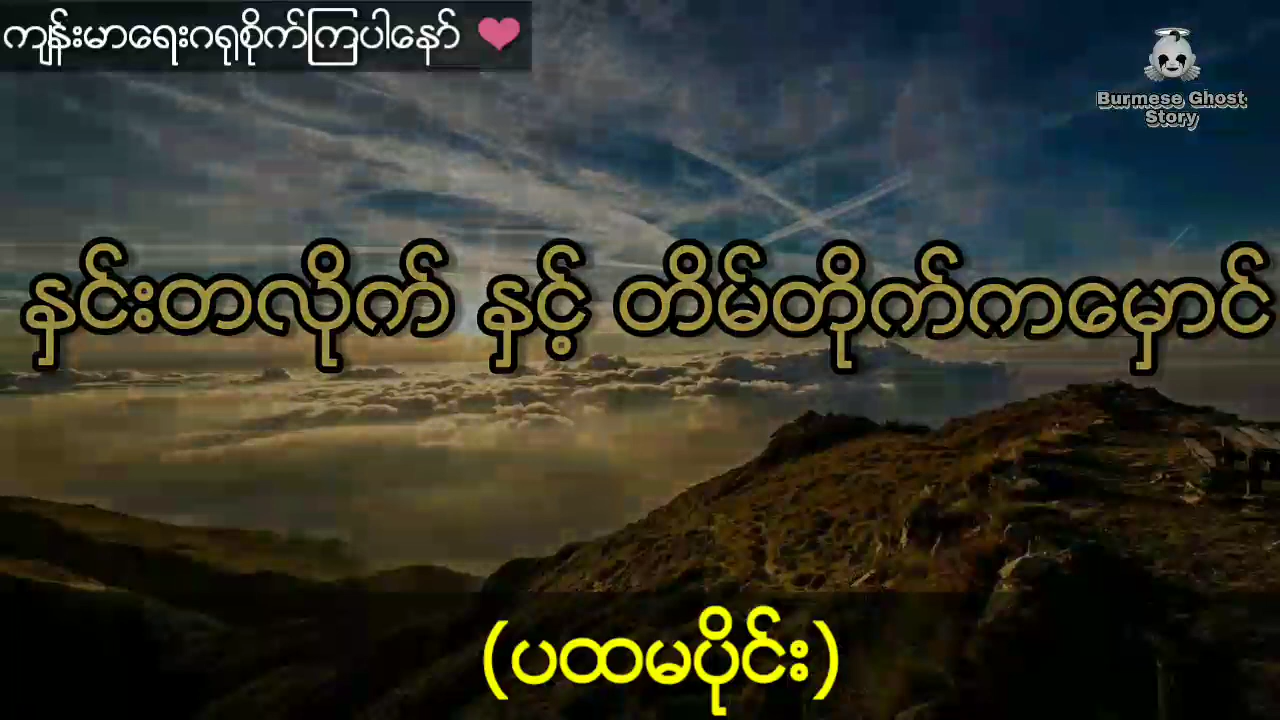 ကျန်းမာရေးဂရုစိုက်ကြပါနော် ❤
Burmese Ghost
Story
နှင်းတလိုက် နှင့် တိမ်တိုက်ကမှောင်
(ပထမပိုင်း)